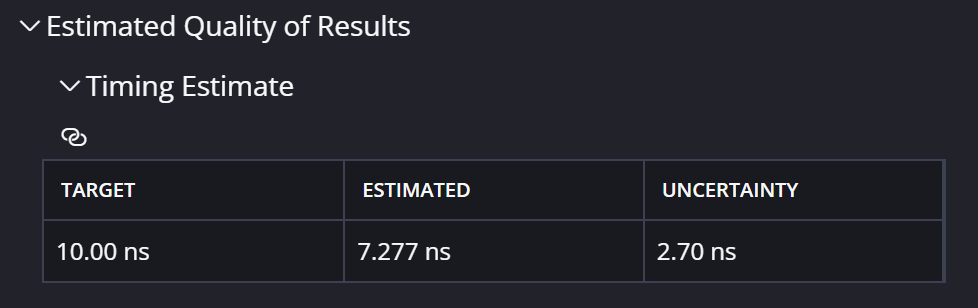 Estimated Quality of Results
Timing Estimate
TARGET ESTIMATED UNCERTAINTY
10.00 ns 7.277 ns 2.70 ns